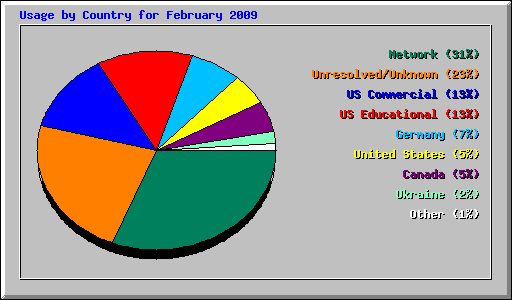 Usage by Country for February 2009
Network (31%)
Unresolved/Unknown (23%)
US Commercial (13%)
US Educational (13%)
Germany (7%)
United States (5%)
Canada (5%)
Ukraine (2%)
Other (1%)